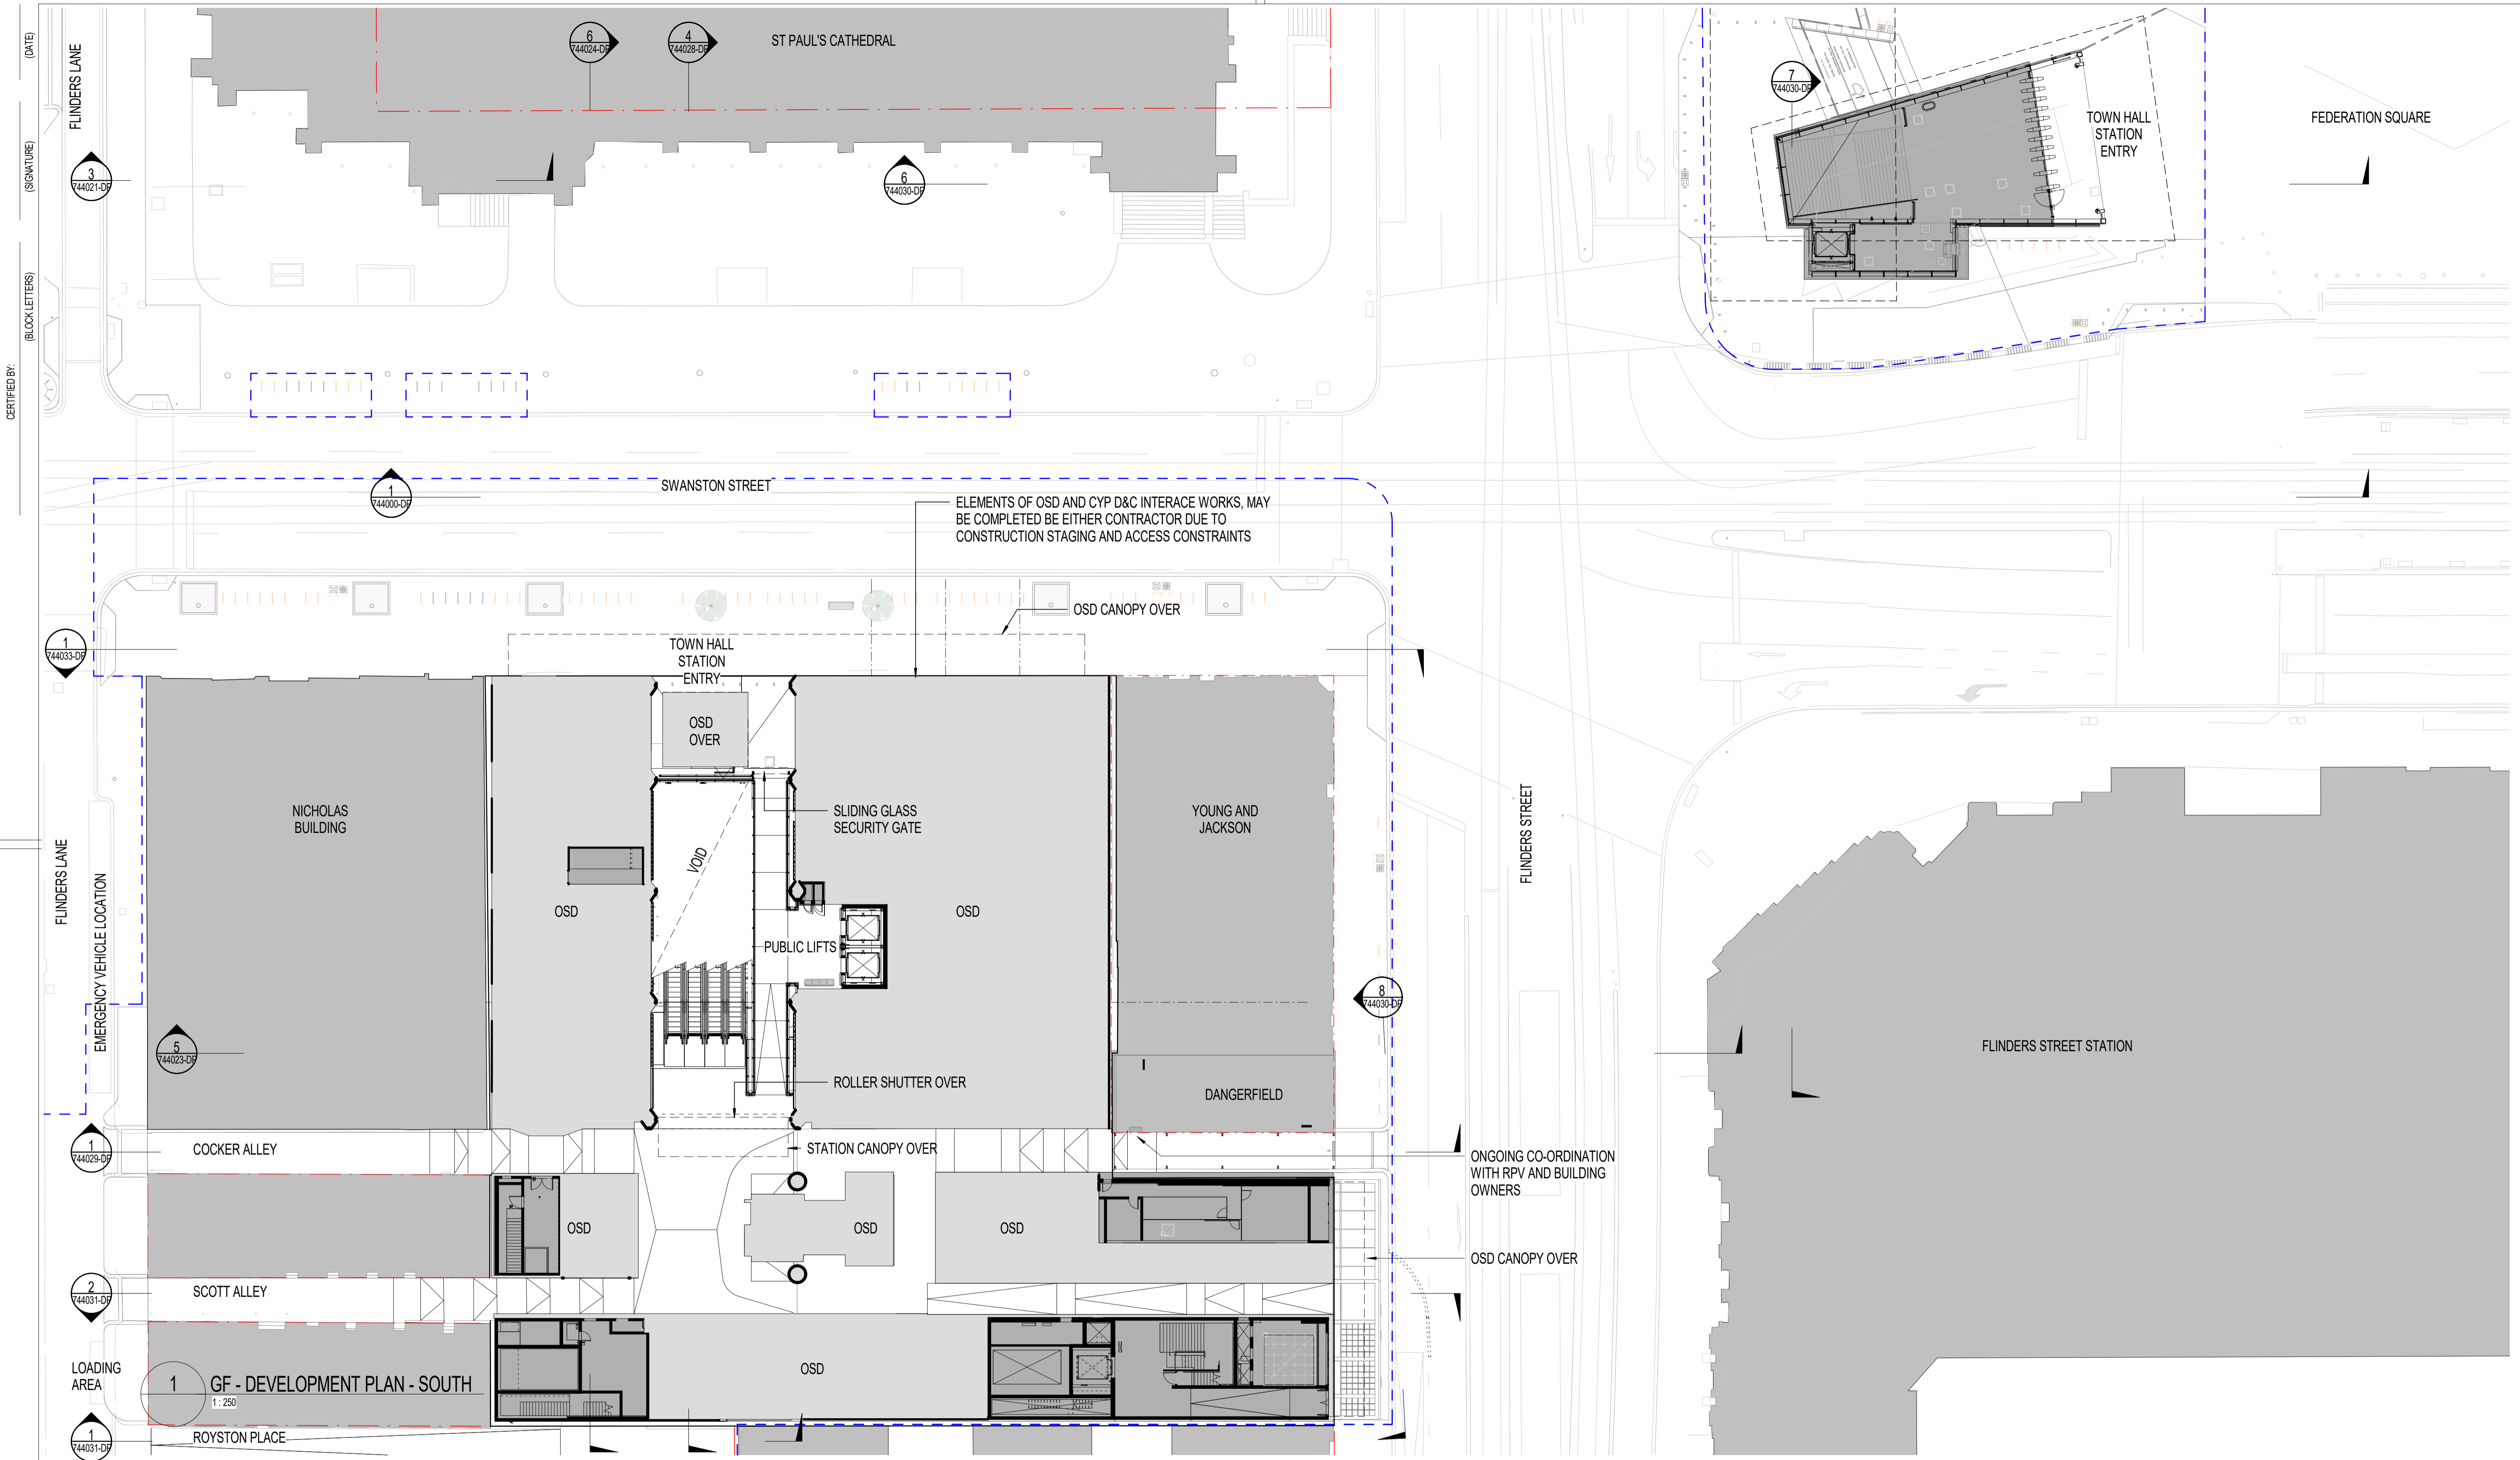 (DATE)
(SIGNATURE)
(BLOCK LETTERS)
CERTIFIED BY:
FLINDERS LANE
6
744024-DF
4
744028-DF
ST PAUL'S CATHEDRAL
7
744030-DF
TOWN HALL
STATION
ENTRY
FEDERATION SQUARE
3
744021-DF
6
744030-DF
1
744000-DF
SWANSTON STREET
ELEMENTS OF OSD AND CYP D&C INTERACE WORKS, MAY
BE COMPLETED BE EITHER CONTRACTOR DUE TO
CONSTRUCTION STAGING AND ACCESS CONSTRAINTS
OSD CANOPY OVER
1
744033-DF
TOWN HALL
STATION
ENTRY
OSD
OVER
NICHOLAS
BUILDING
SLIDING GLASS
SECURITY GATE
YOUNG AND
JACKSON
FLINDERS STREET
VOID
FLINDERS LANE
EMERGENCY VEHICLE LOCATION
OSD
OSD
PUBLIC LIFTS
8
744030-DF
5
744023-DF
FLINDERS STREET STATION
ROLLER SHUTTER OVER
DANGERFIELD
1
744029-DF
COCKER ALLEY
STATION CANOPY OVER
ONGOING CO-ORDINATION
WITH RPV AND BUILDING
OWNERS
OSD
OSD
OSD
OSD CANOPY OVER
2
744031-DF
SCOTT ALLEY
LOADING
AREA
OSD
1
GF - DEVELOPMENT PLAN - SOUTH
1 : 250
1
744031-DF
ROYSTON PLACE